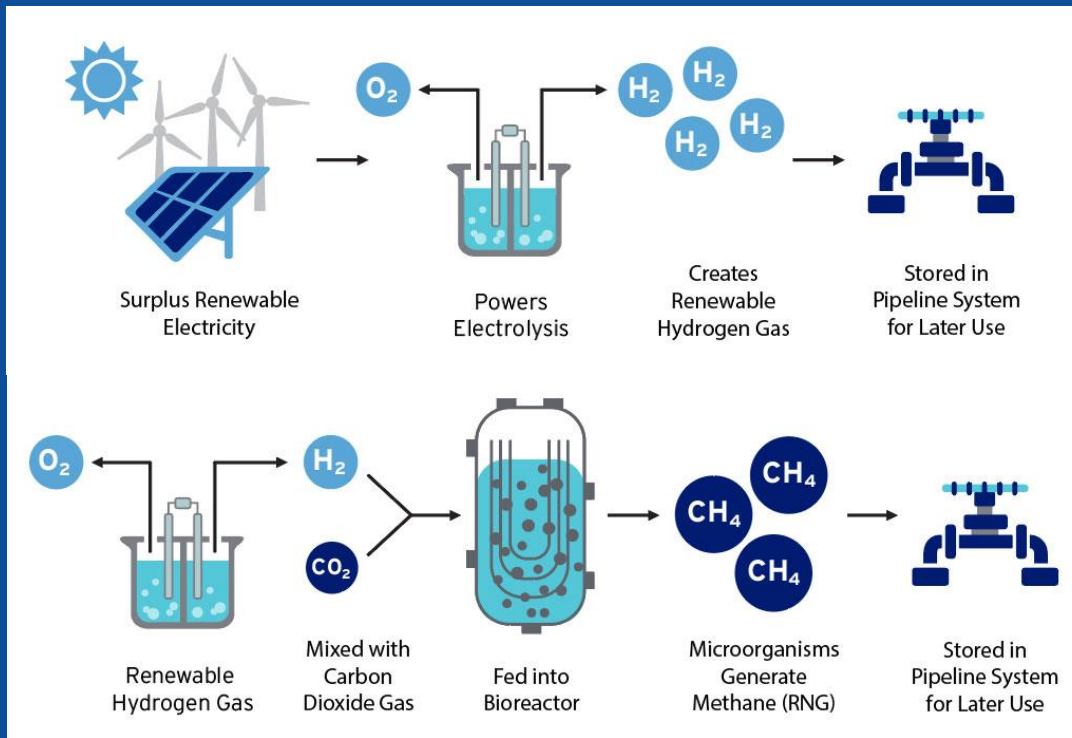 O₂
H₂
H₂
H₂
H₂
Surplus Renewable
Electricity
Powers
Electrolysis
Creates
Renewable
Hydrogen Gas
Stored in
Pipeline System
for Later Use
O₂
H₂
CO₂
CH₄
CH₄
CH₄
Renewable
Hydrogen Gas
Mixed with
Carbon
Dioxide Gas
Fed into
Bioreactor
Microorganisms
Generate
Methane (RNG)
Stored in
Pipeline System
for Later Use